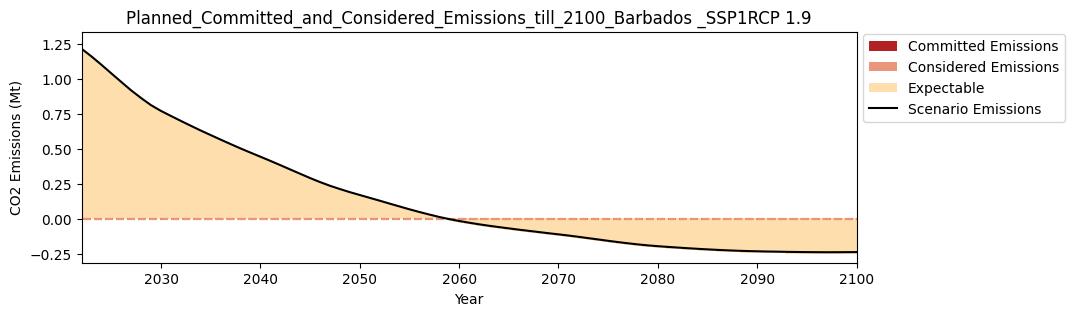 Planned_Committed_and_Considered_Emissions_till_2100_Barbados _SSP1RCP 1.9
CO2 Emissions (Mt)
1.25
1.00
0.75
0.50
0.25
0.00
−0.25
2030 2040 2050 2060 2070 2080 2090 2100
Year
Committed Emissions
Considered Emissions
Expectable
Scenario Emissions